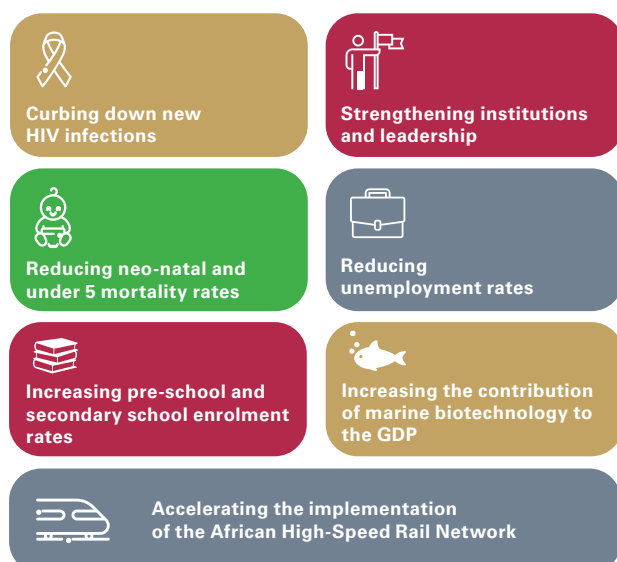 Curbing down new
HIV infections
Strengthening institutions
and leadership
Reducing neo-natal and
under 5 mortality rates
Reducing
unemployment rates
Increasing pre-school and
secondary school enrolment
rates
Increasing the contribution
of marine biotechnology to
the GDP
Accelerating the implementation
of the African High-Speed Rail Network